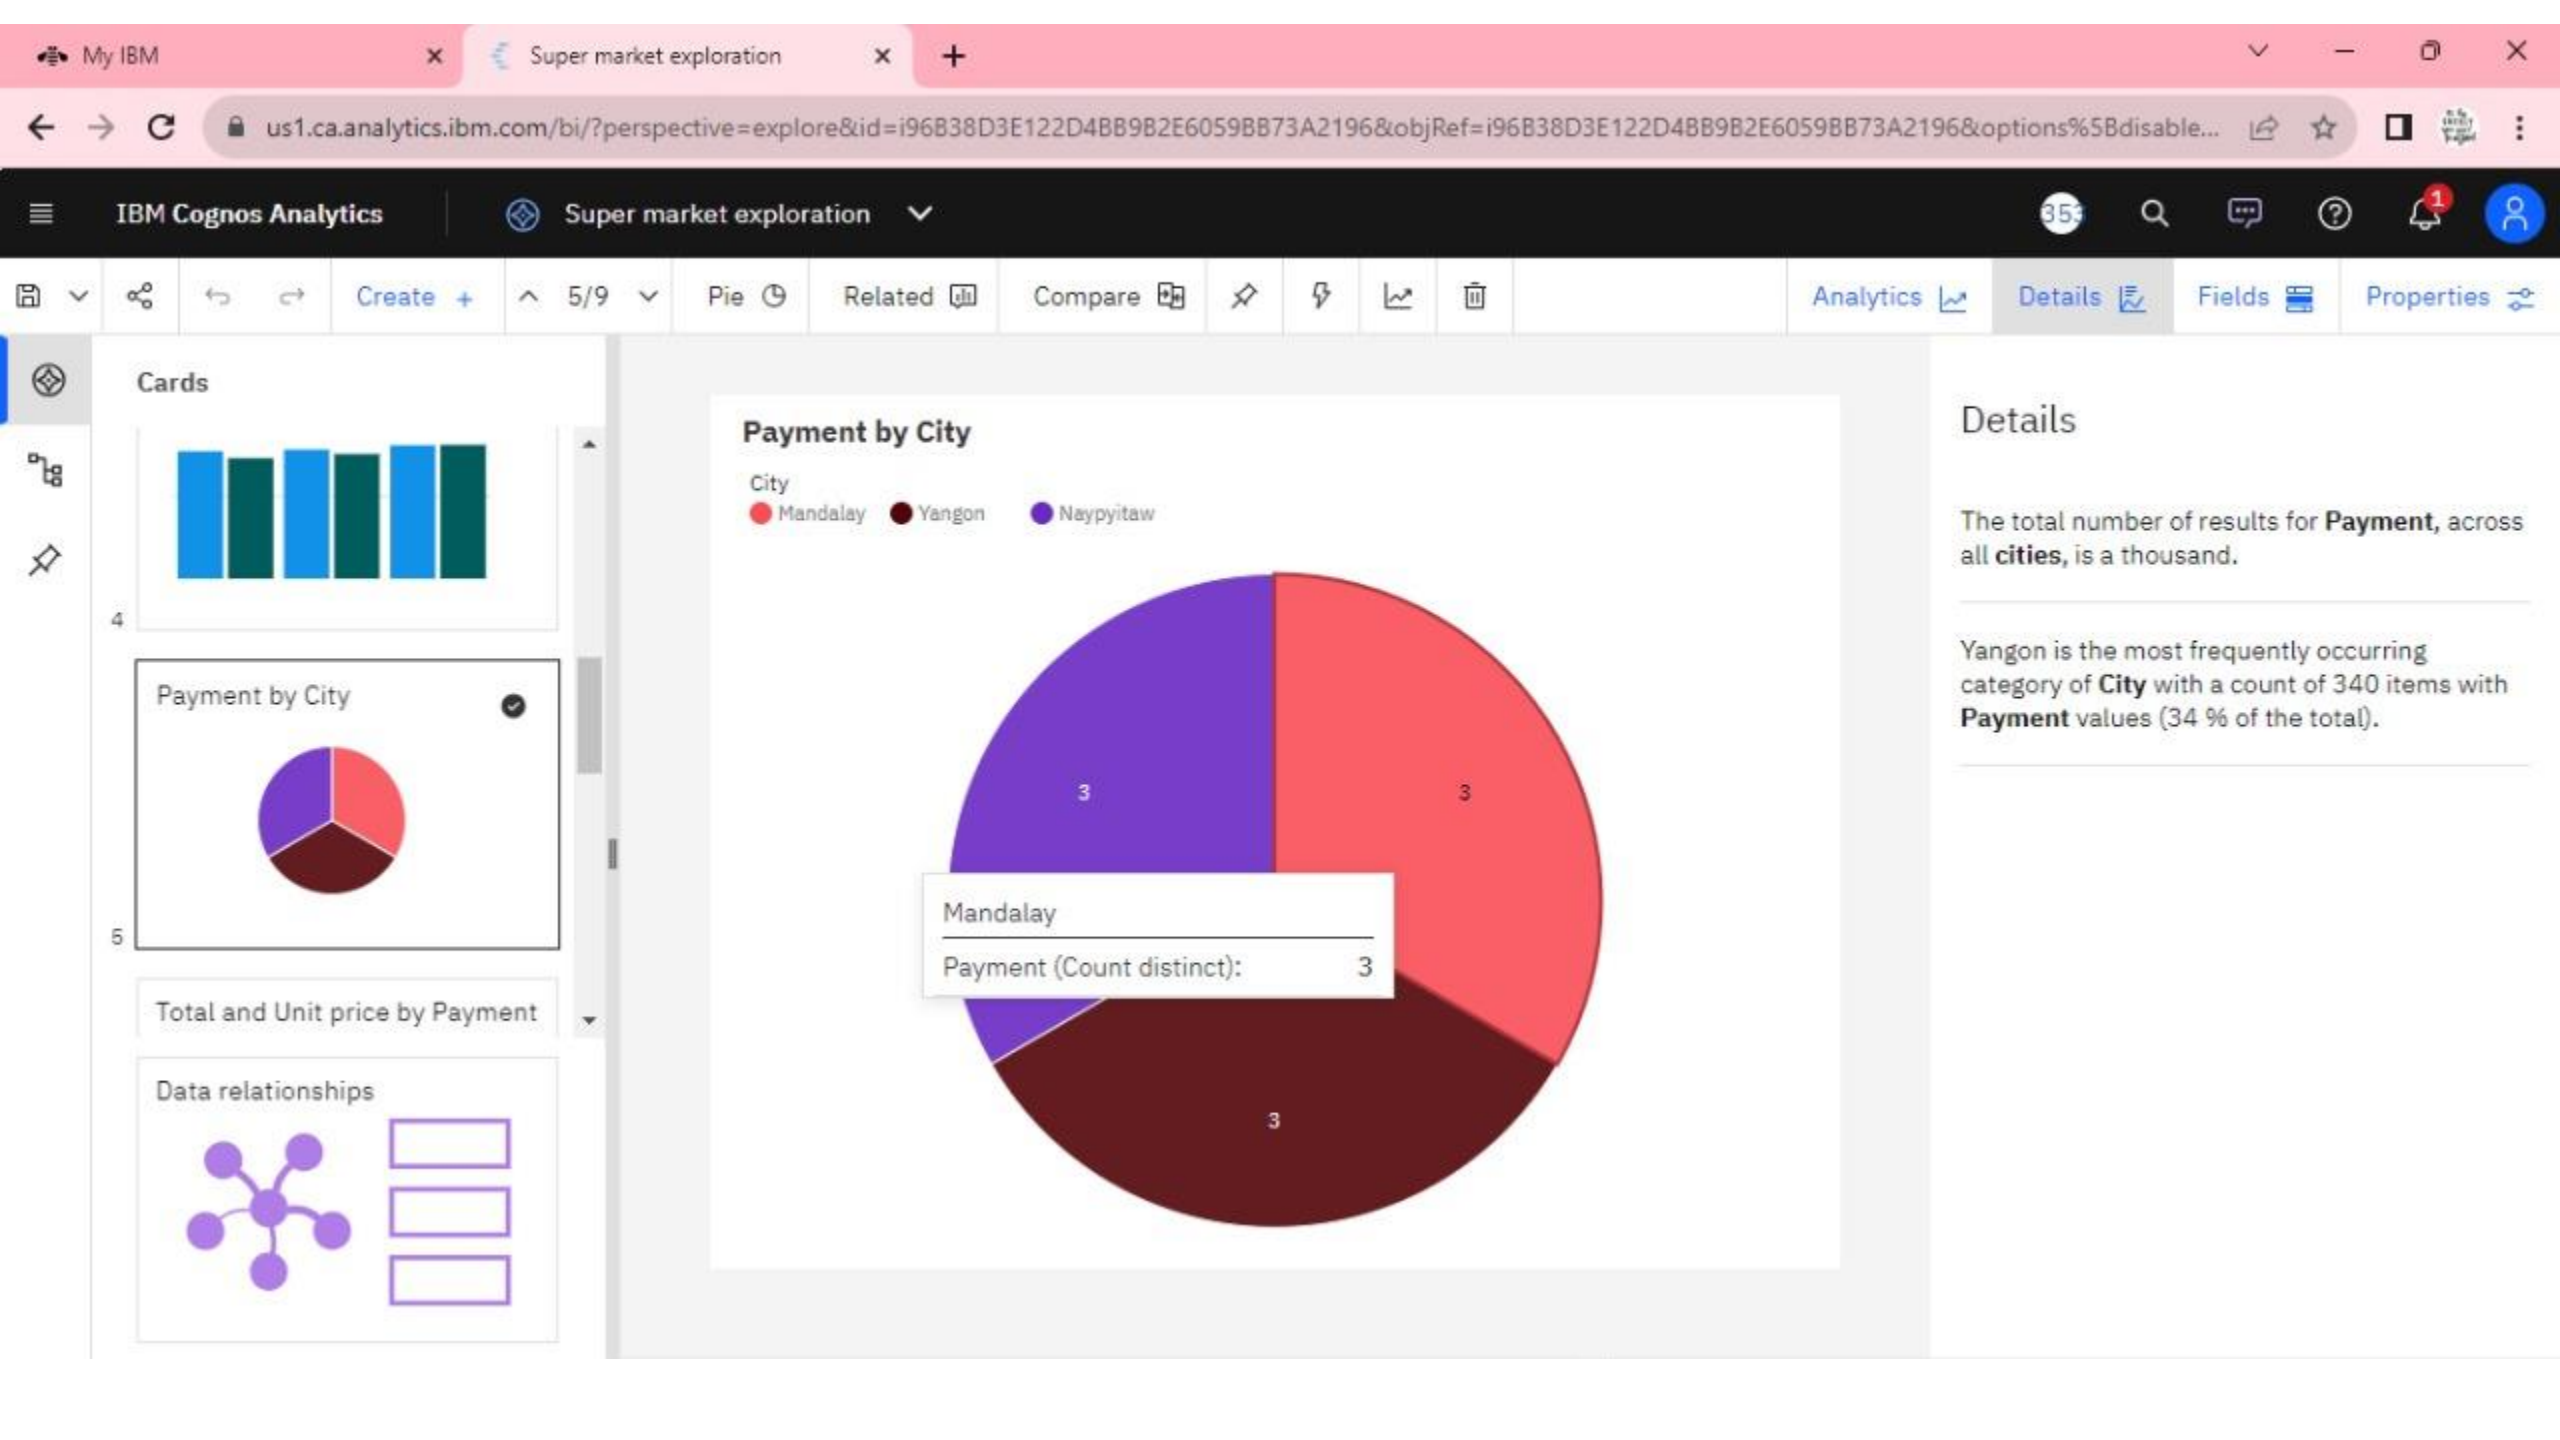 My IBM
Super market exploration
us1.ca.analytics.ibm.com/bi/?perspective=explore&id=i96B38D3E122D4BB9B2E6059BB73A2196&objRef=i96B38D3E122D4BB9B2E6059BB73A2196&options%5Bdisable...
IBM Cognos Analytics
Super market exploration
353
1
Create +
5/9
Pie
Related
Compare
Analytics
Details
Fields
Properties
Cards
4
Payment by City
5
Total and Unit price by Payment
Data relationships
Payment by City
City
Mandalay
Yangon
Naypyitaw
3
3
Mandalay
Payment (Count distinct): 3
3
Details
The total number of results for Payment, across
all cities, is a thousand.
Yangon is the most frequently occurring
category of City with a count of 340 items with
Payment values (34 % of the total).